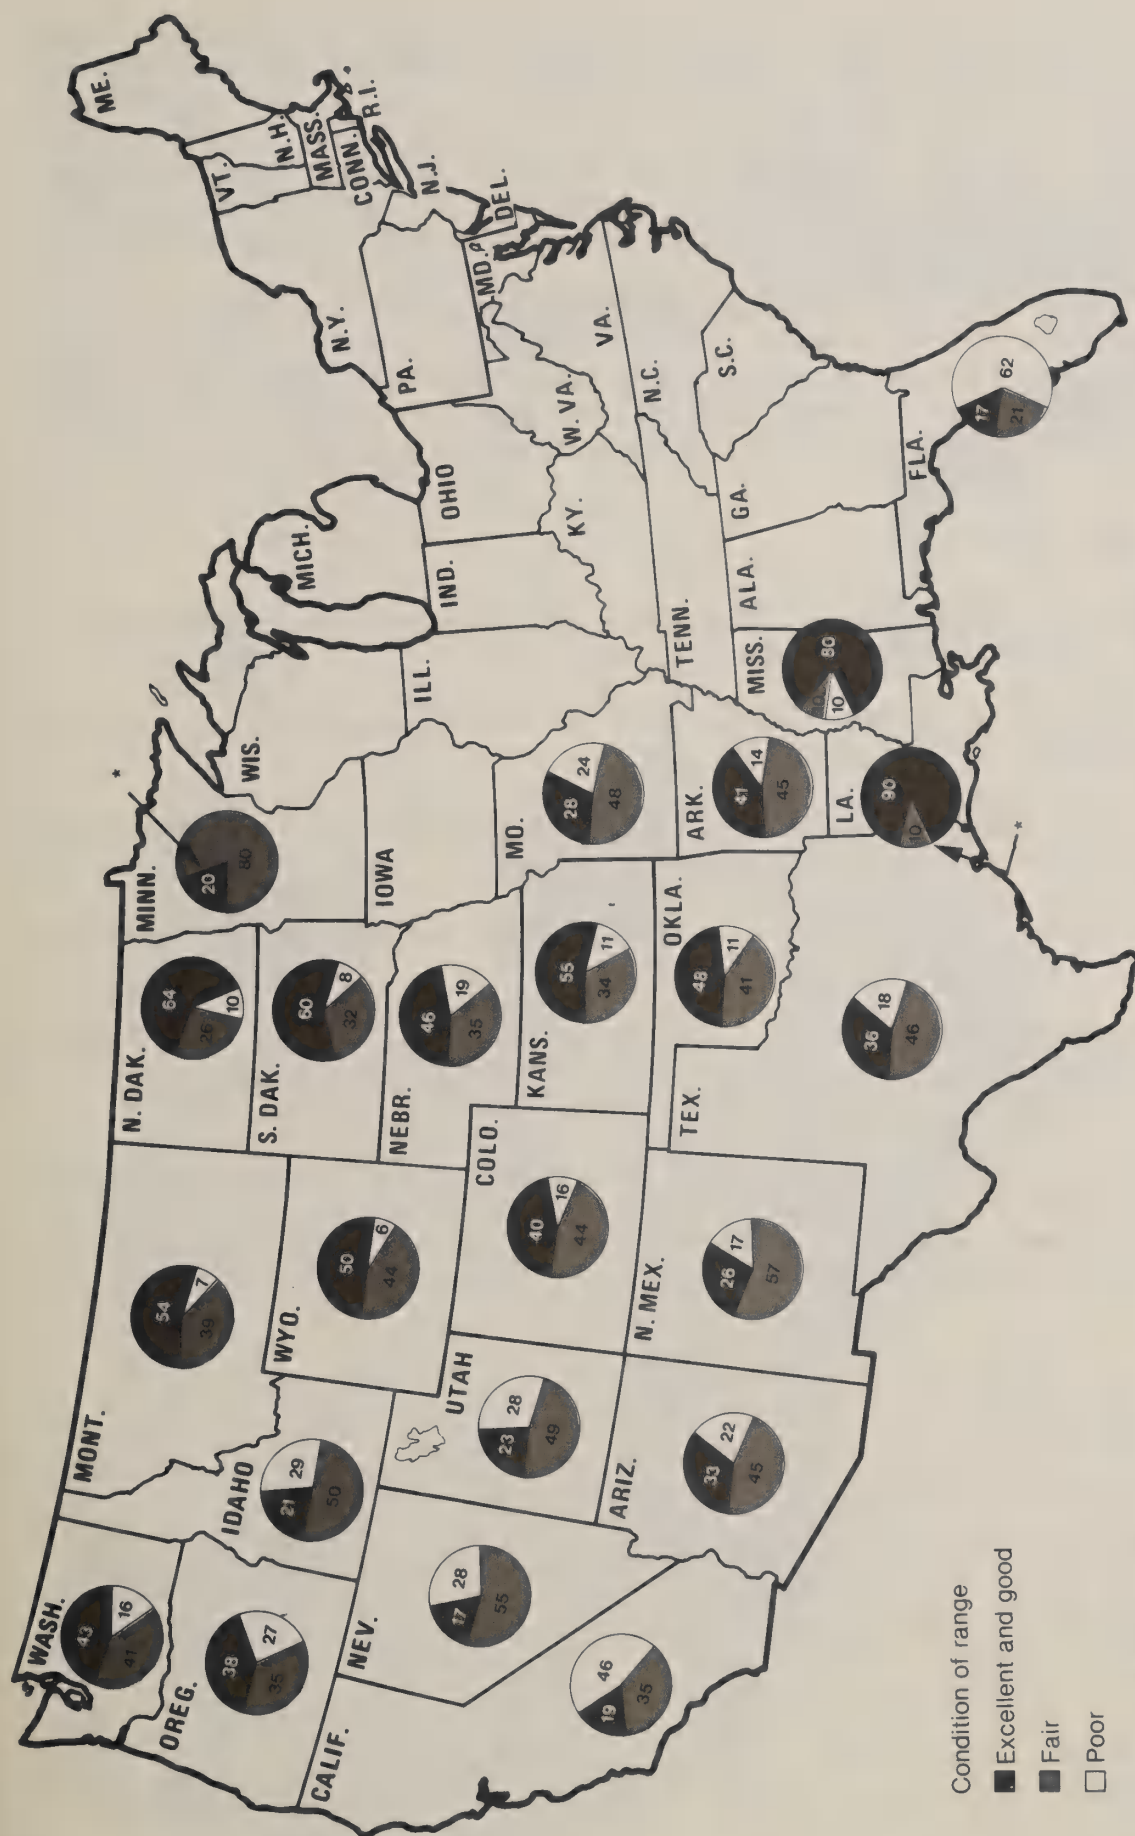 WASH.
43
16
41
OREG.
38
27
35
CALIF.
46
19
35
NEV.
28
17
55
IDAHO
29
21
50
MONT.
54
7
39
WYO.
50
6
44
UTAH
28
23
49
ARIZ.
33
22
45
COLO.
40
16
44
N. MEX.
26
17
57
N. DAK.
64
26
10
S. DAK.
60
8
32
NEBR.
46
19
35
KANS.
55
11
34
OKLA.
48
11
41
TEX.
36
18
46
MINN.
*
20
80
IOWA
MO.
24
28
48
ARK.
41
14
45
LA.
90
10
*
WIS.
ILL.
MICH.
IND.
OHIO
KY.
TENN.
MISS.
80
10
10
ALA.
GA.
FLA.
17
62
21
S.C.
N.C.
VA.
W. VA.
PA.
MD.
DEL.
N.J.
N.Y.
CONN.
R.I.
MASS.
VT.
N.H.
ME.
Condition of range
Excellent and good
Fair
Poor